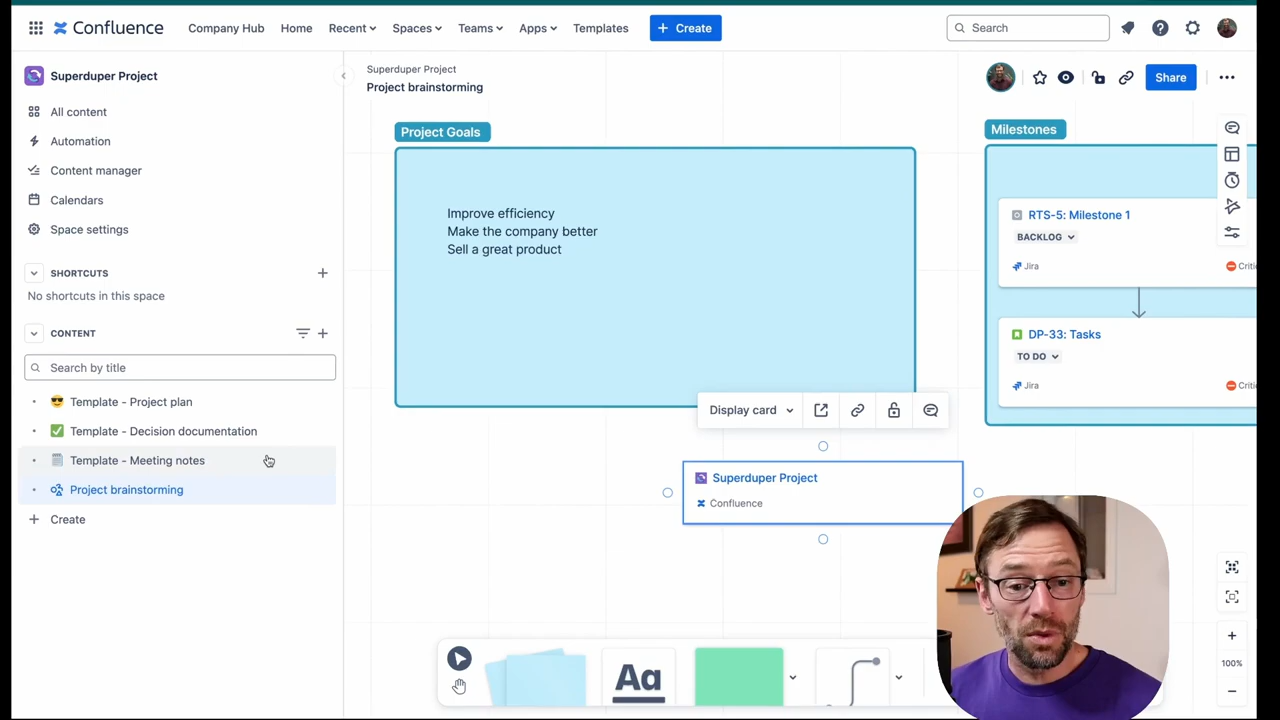 Confluence
Company Hub
Home
Recent
Spaces
Teams
Apps
Templates
+ Create
Search
Superduper Project
All content
Automation
Content manager
Calendars
Space settings
SHORTCUTS
No shortcuts in this space
CONTENT
Search by title
Template - Project plan
Template - Decision documentation
Template - Meeting notes
Project brainstorming
+ Create
Superduper Project
Project brainstorming
Share
Project Goals
Improve efficiency
Make the company better
Sell a great product
Milestones
RTS-5: Milestone 1
BACKLOG
Jira
Critic
DP-33: Tasks
TO DO
Jira
Critic
Display card
Superduper Project
Confluence
Aa
100%